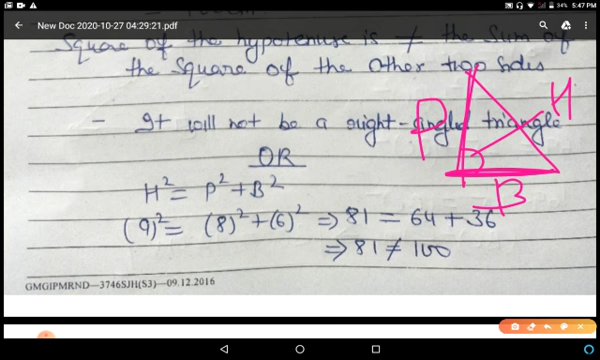 5:47 PM
34%
New Doc 2020-10-27 04:29:21.pdf
Square of the hypotenuse is ≠ the Sum of
the Square of the Other two Sides
- It will not be a right-angled triangle
OR
H² = P² + B²
(9)² = (8)² + (6)² ⇒ 81 = 64 + 36
⇒ 81 ≠ 100
P
H
B
GMGIPMRND—3746SJH(S3)—09.12.2016